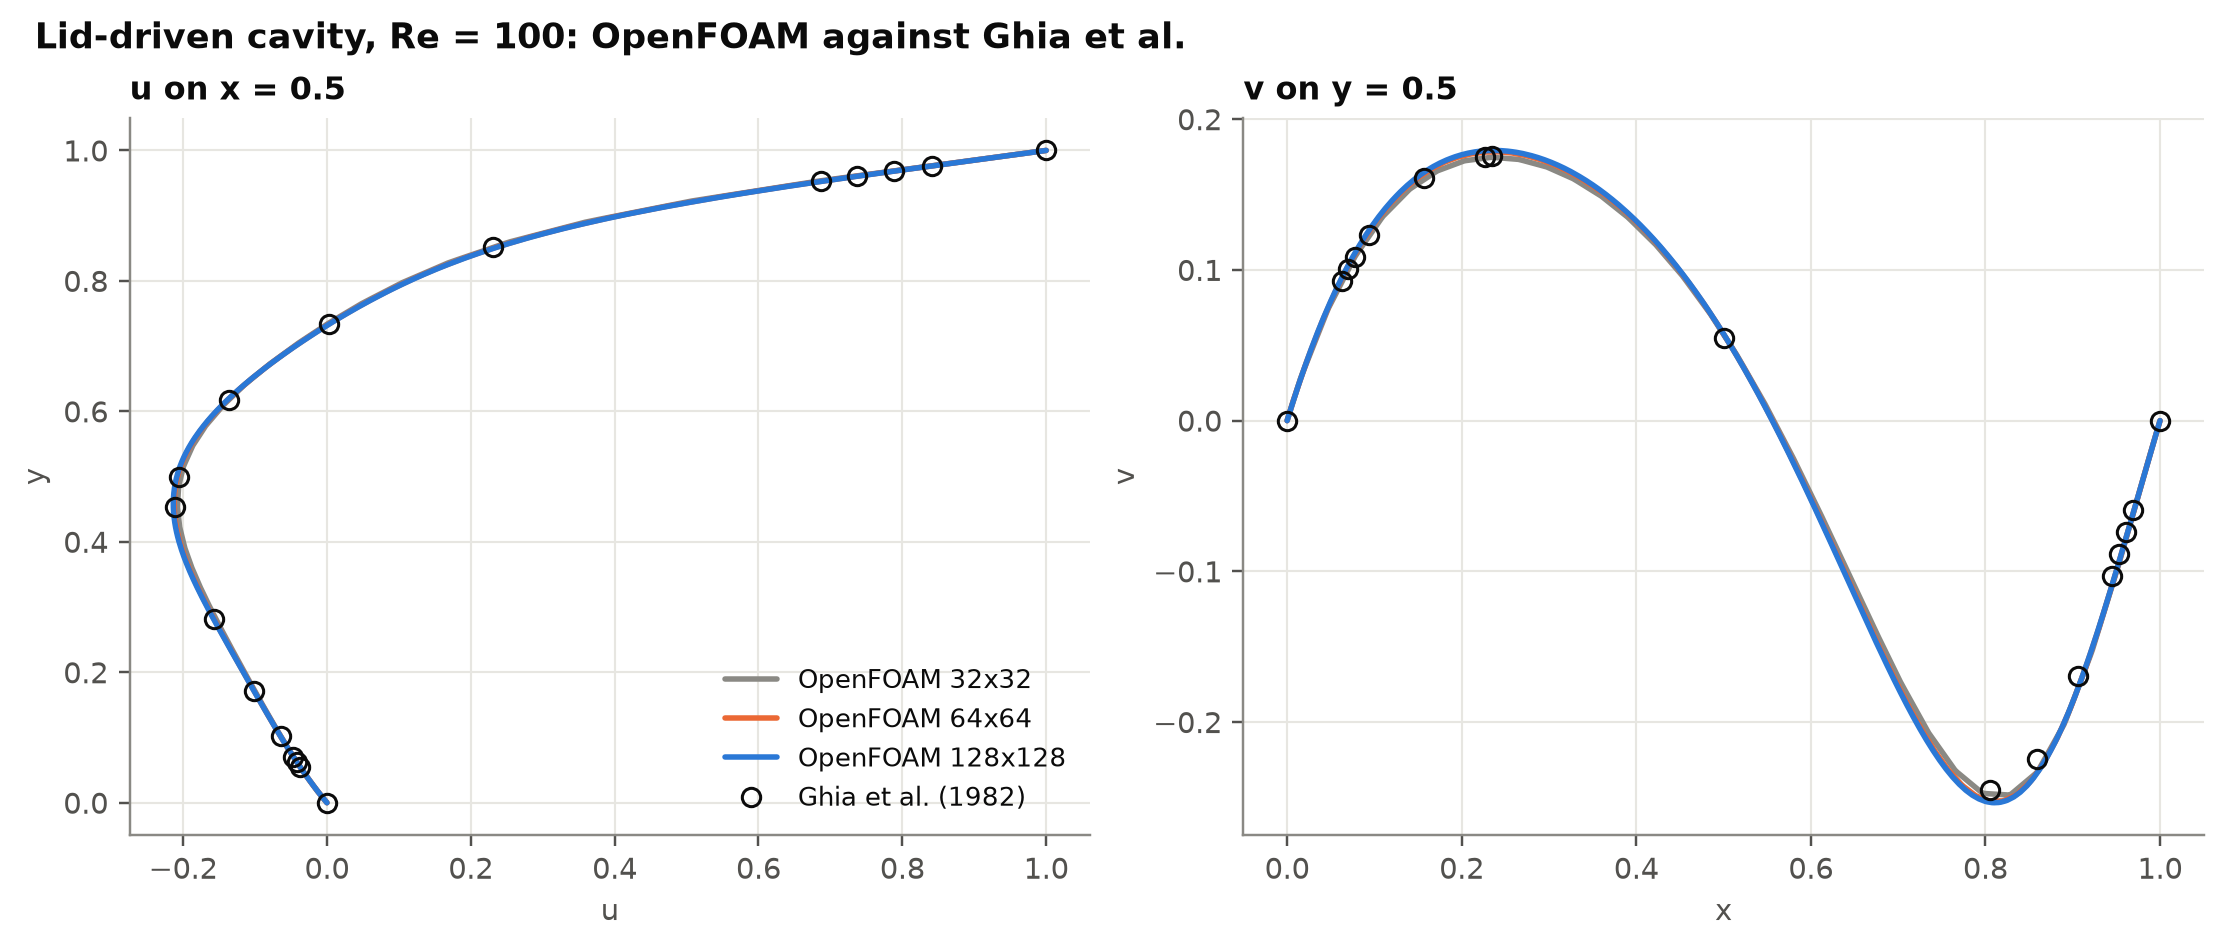 Lid-driven cavity, Re = 100: OpenFOAM against Ghia et al.
u on x = 0.5
1.0
0.8
0.6
0.4
0.2
0.0
y
−0.2 0.0 0.2 0.4 0.6 0.8 1.0
u
OpenFOAM 32x32
OpenFOAM 64x64
OpenFOAM 128x128
Ghia et al. (1982)
v on y = 0.5
0.2
0.1
0.0
−0.1
−0.2
v
0.0 0.2 0.4 0.6 0.8 1.0
x